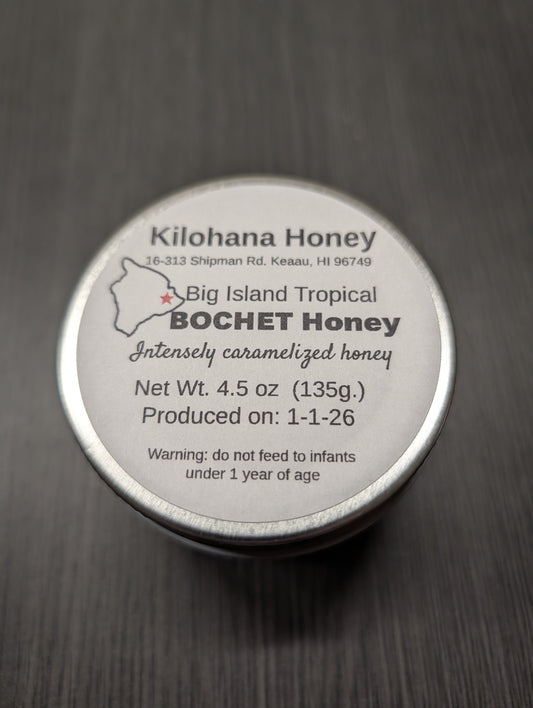 Kilohana Honey
16-313 Shipman Rd. Keaau, HI 96749
Big Island Tropical
BOCHET Honey
Intensely caramelized honey
Net Wt. 4.5 oz (135g.)
Produced on: 1-1-26
Warning: do not feed to infants
under 1 year of age